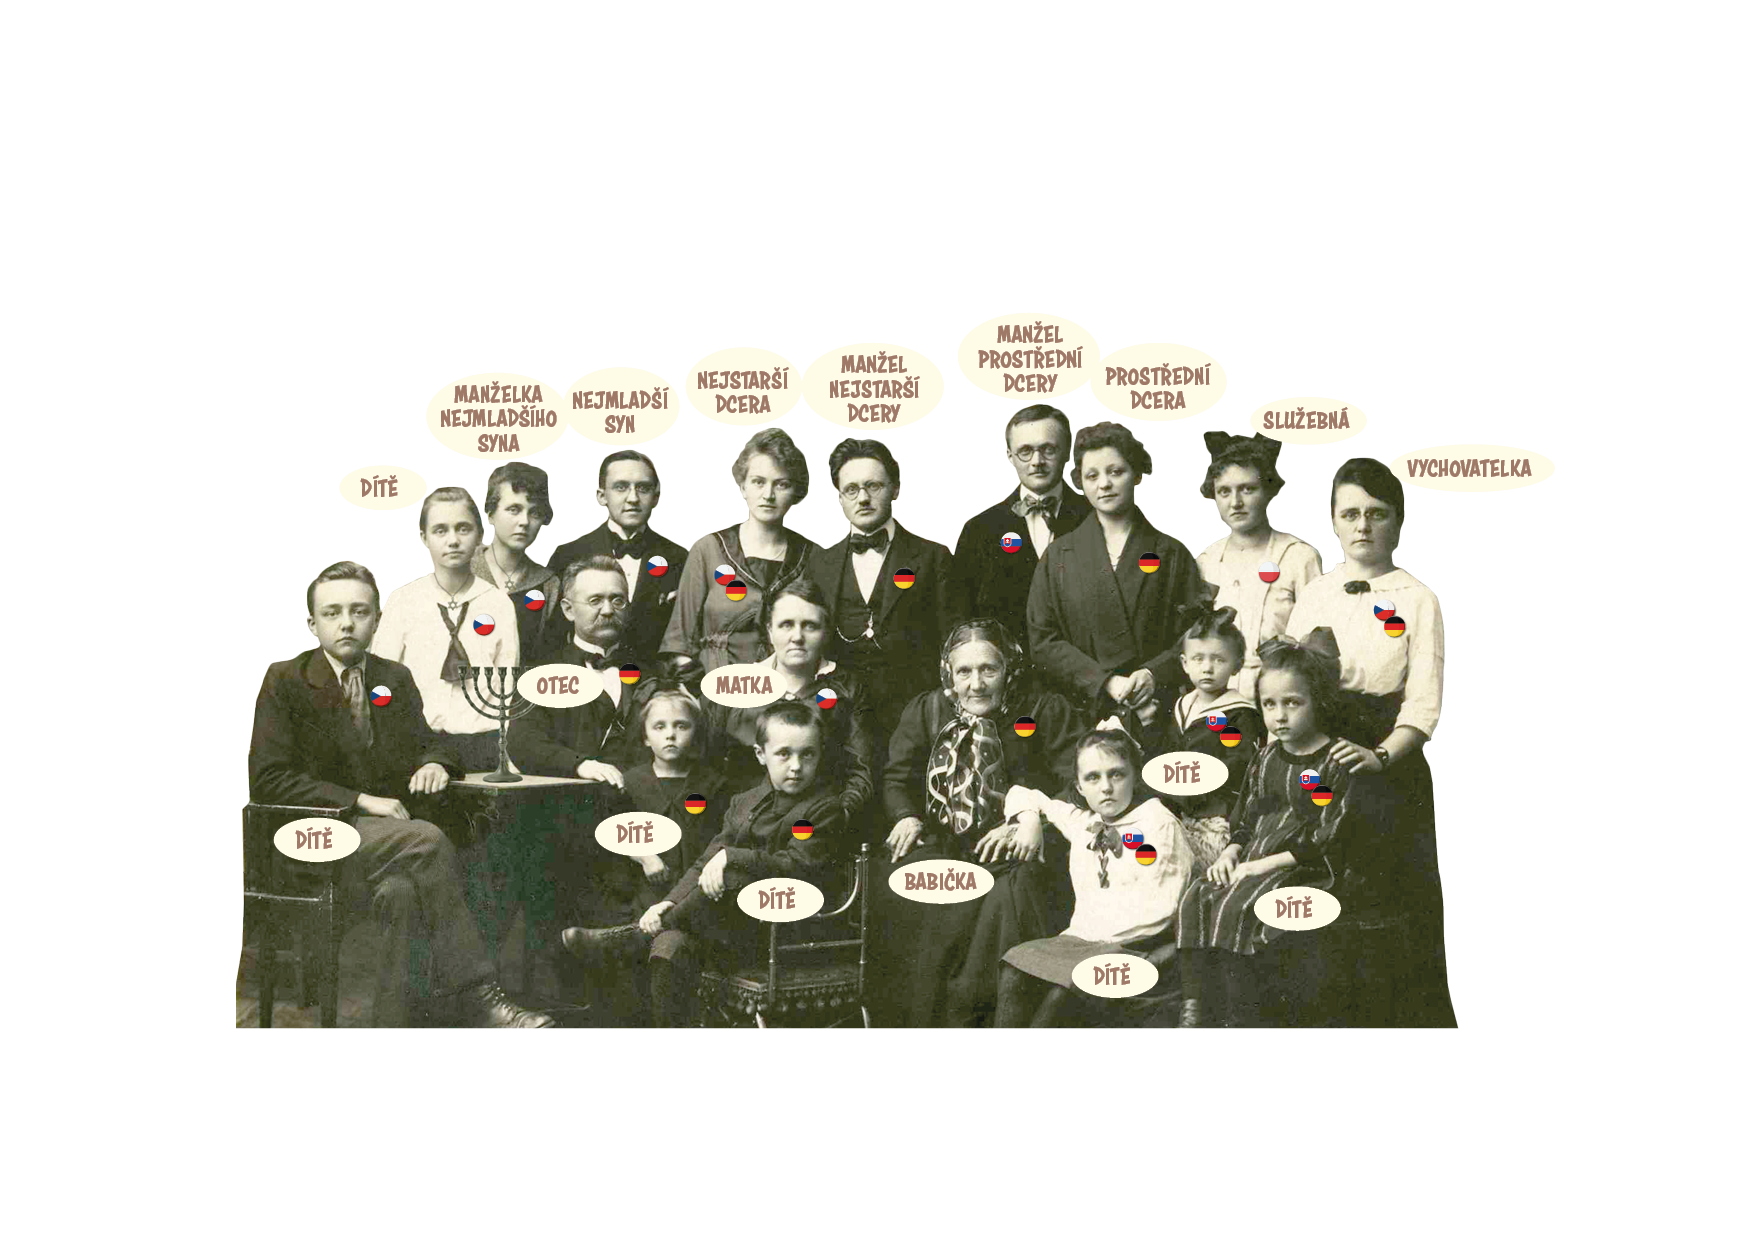 MANŽEL
PROSTŘEDNÍ
DCERY
MANŽEL
NEJSTARŠÍ
DCERY
NEJSTARŠÍ
DCERA
PROSTŘEDNÍ
DCERA
MANŽELKA
NEJMLADŠÍHO
SYNA
NEJMLADŠÍ
SYN
SLUŽEBNÁ
VYCHOVATELKA
DÍTĚ
OTEC
MATKA
DÍTĚ
DÍTĚ
DÍTĚ
BABIČKA
DÍTĚ
DÍTĚ
DÍTĚ